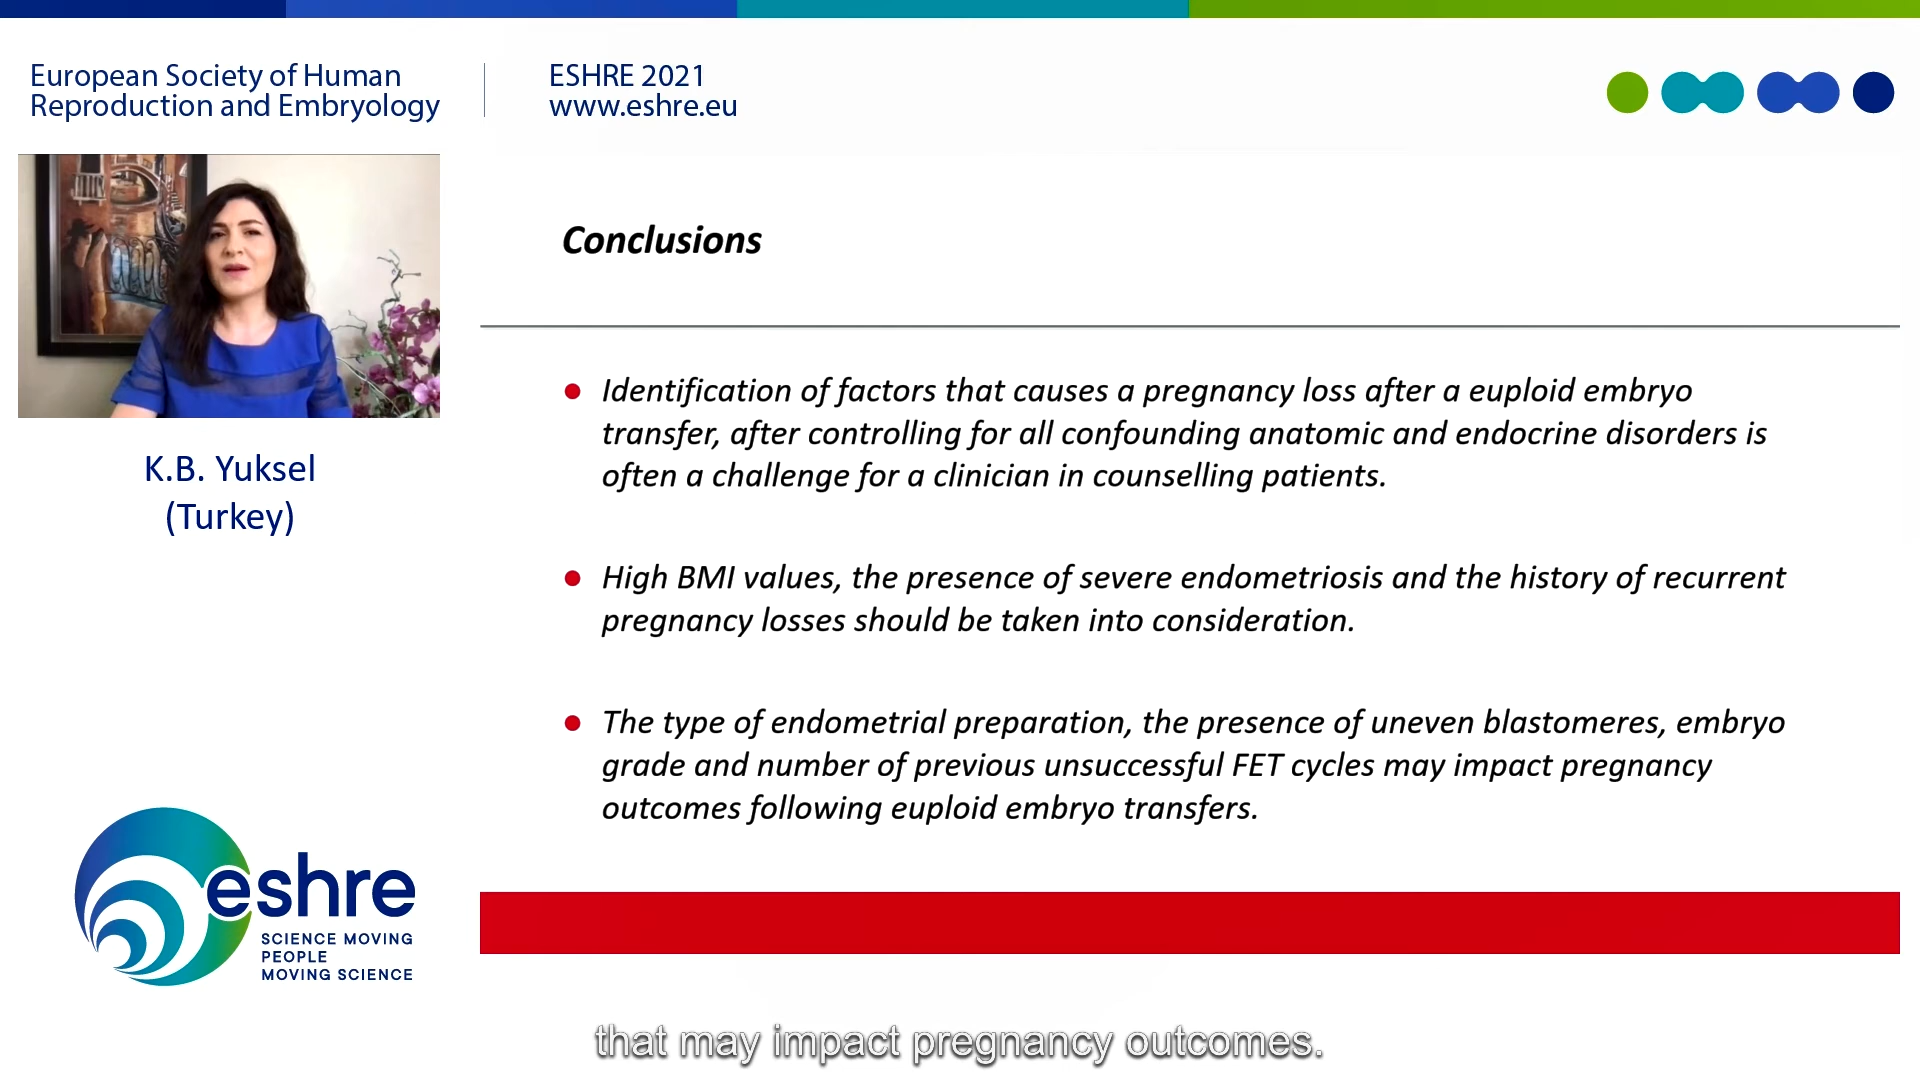 European Society of Human
Reproduction and Embryology
ESHRE 2021
www.eshre.eu
K.B. Yuksel
(Turkey)
Conclusions
● Identification of factors that causes a pregnancy loss after a euploid embryo
transfer, after controlling for all confounding anatomic and endocrine disorders is
often a challenge for a clinician in counselling patients.
● High BMI values, the presence of severe endometriosis and the history of recurrent
pregnancy losses should be taken into consideration.
● The type of endometrial preparation, the presence of uneven blastomeres, embryo
grade and number of previous unsuccessful FET cycles may impact pregnancy
outcomes following euploid embryo transfers.
eshre
SCIENCE MOVING
PEOPLE
MOVING SCIENCE
that may impact pregnancy outcomes.